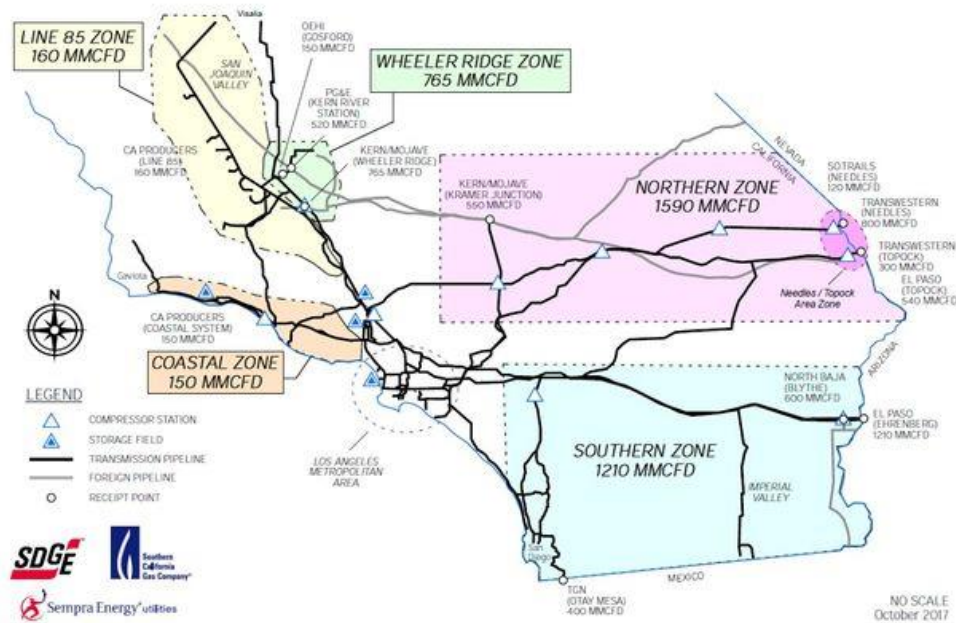 Visalia
OEHI
(GOSFORD)
150 MMCFD
LINE 85 ZONE
160 MMCFD
SAN
JOAQUIN
VALLEY
WHEELER RIDGE ZONE
765 MMCFD
PG&E
(KERN RIVER
STATION)
520 MMCFD
CA PRODUCERS
(LINE 85)
160 MMCFD
KERN/MOJAVE
(WHEELER RIDGE)
765 MMCFD
NEVADA
CALIFORNIA
KERN/MOJAVE
(KRAMER JUNCTION)
550 MMCFD
NORTHERN ZONE
1590 MMCFD
SOTRAILS
(NEEDLES)
120 MMCFD
TRANSWESTERN
(NEEDLES)
800 MMCFD
TRANSWESTERN
(TOPOCK)
300 MMCFD
EL PASO
(TOPOCK)
540 MMCFD
Needles / Topock
Area Zone
Gaviota
N
CA PRODUCERS
(COASTAL SYSTEM)
150 MMCFD
COASTAL ZONE
150 MMCFD
ARIZONA
LEGEND
COMPRESSOR STATION
STORAGE FIELD
TRANSMISSION PIPELINE
FOREIGN PIPELINE
RECEIPT POINT
LOS ANGELES
METROPOLITAN
AREA
NORTH BAJA
(BLYTHE)
600 MMCFD
EL PASO
(EHRENBERG)
1210 MMCFD
SOUTHERN ZONE
1210 MMCFD
IMPERIAL
VALLEY
San
Diego
MEXICO
TGN
(OTAY MESA)
400 MMCFD
SDGE
Southern
California
Gas Company
Sempra Energy utilities
NO SCALE
October 2017